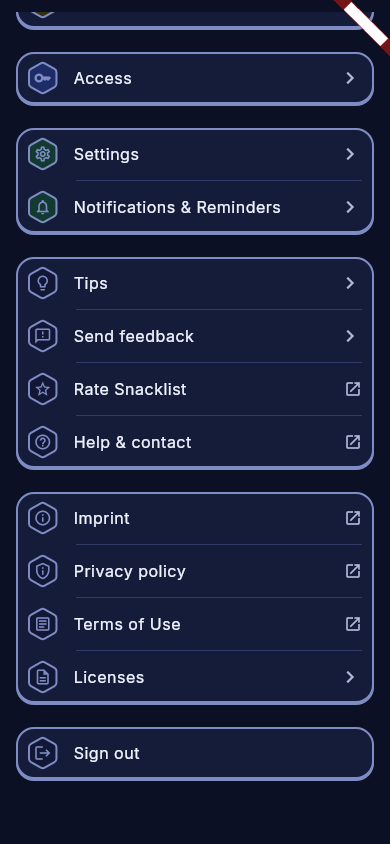 Access
Settings
Notifications & Reminders
Tips
Send feedback
Rate Snacklist
Help & contact
Imprint
Privacy policy
Terms of Use
Licenses
Sign out